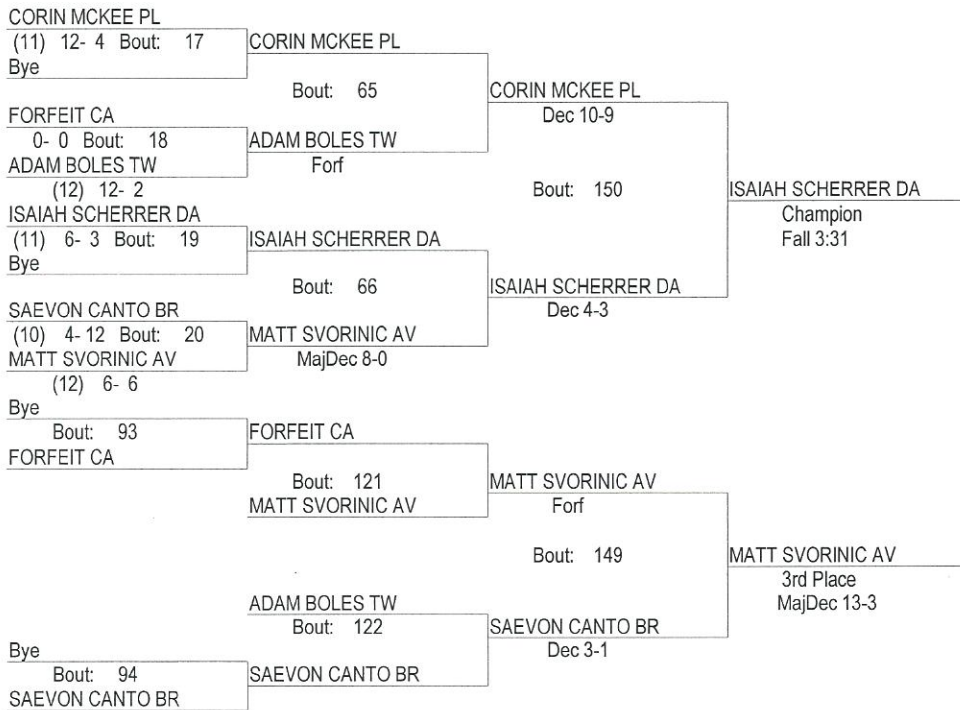 CORIN MCKEE PL
(11) 12- 4 Bout: 17
Bye
CORIN MCKEE PL
Bout: 65
FORFEIT CA
0- 0 Bout: 18
ADAM BOLES TW
(12) 12- 2
ADAM BOLES TW
Forf
CORIN MCKEE PL
Dec 10-9
Bout: 150
ISAIAH SCHERRER DA
(11) 6- 3 Bout: 19
Bye
ISAIAH SCHERRER DA
Bout: 66
SAEVON CANTO BR
(10) 4- 12 Bout: 20
MATT SVORINIC AV
(12) 6- 6
MATT SVORINIC AV
MajDec 8-0
ISAIAH SCHERRER DA
Dec 4-3
ISAIAH SCHERRER DA
Champion
Fall 3:31
Bye
Bout: 93
FORFEIT CA
FORFEIT CA
Bout: 121
MATT SVORINIC AV
MATT SVORINIC AV
Forf
Bout: 149
ADAM BOLES TW
Bout: 122
Bye
Bout: 94
SAEVON CANTO BR
SAEVON CANTO BR
SAEVON CANTO BR
Dec 3-1
MATT SVORINIC AV
3rd Place
MajDec 13-3